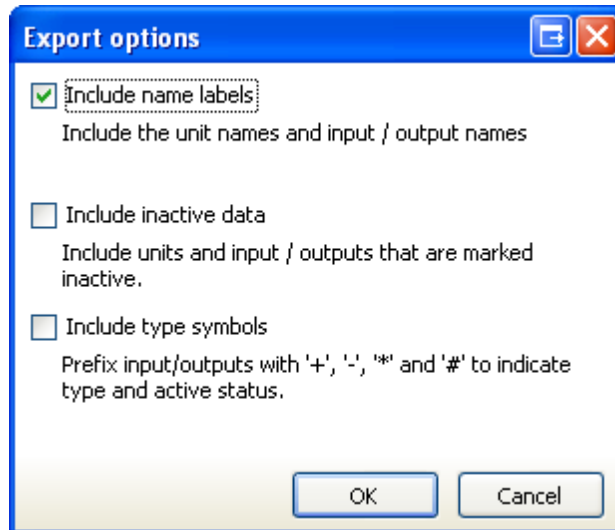 Export options
Include name labels
Include the unit names and input / output names
Include inactive data
Include units and input / outputs that are marked
inactive.
Include type symbols
Prefix input/outputs with '+', '-', '*' and '#' to indicate
type and active status.
OK
Cancel